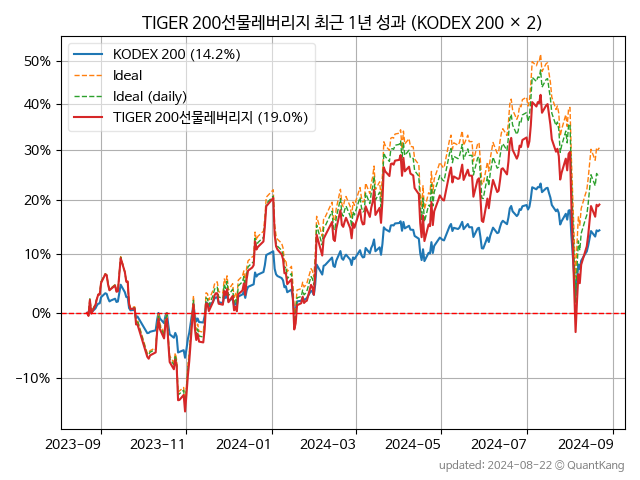 TIGER 200선물레버리지 최근 1년 성과 (KODEX 200 × 2)
KODEX 200 (14.2%)
Ideal
Ideal (daily)
TIGER 200선물레버리지 (19.0%)
50%
40%
30%
20%
10%
0%
−10%
2023-09 2023-11 2024-01 2024-03 2024-05 2024-07 2024-09
updated: 2024-08-22 © QuantKang